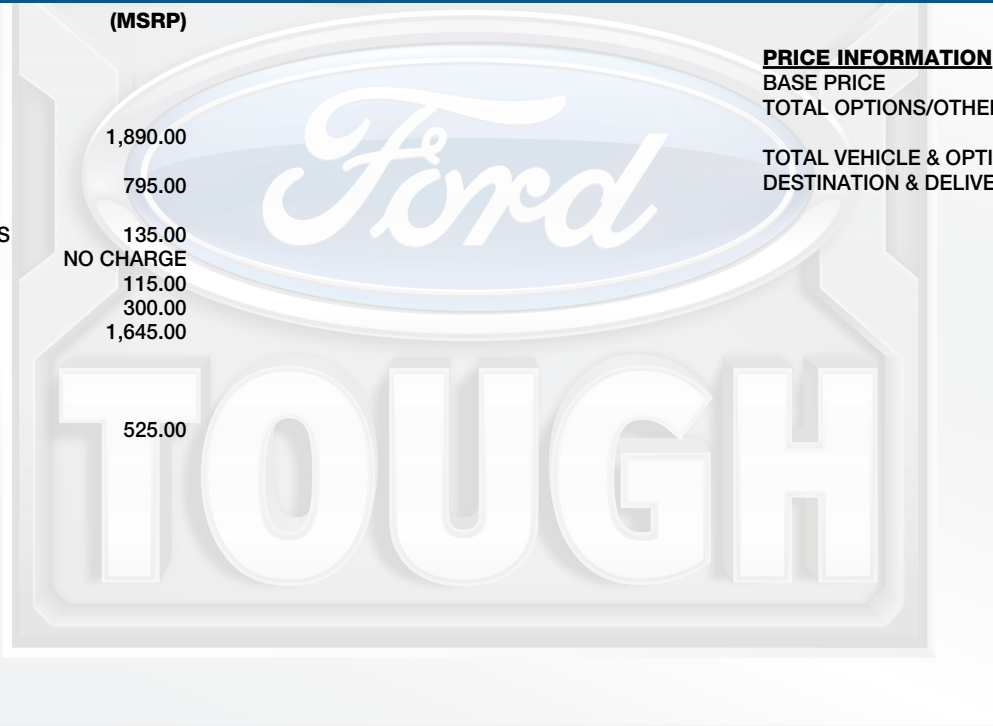 (MSRP)
1,890.00
795.00
S 135.00
NO CHARGE
115.00
300.00
1,645.00
525.00
PRICE INFORMATION
BASE PRICE
TOTAL OPTIONS/OTHER
TOTAL VEHICLE & OPTI
DESTINATION & DELIVE
Ford
TOUGH